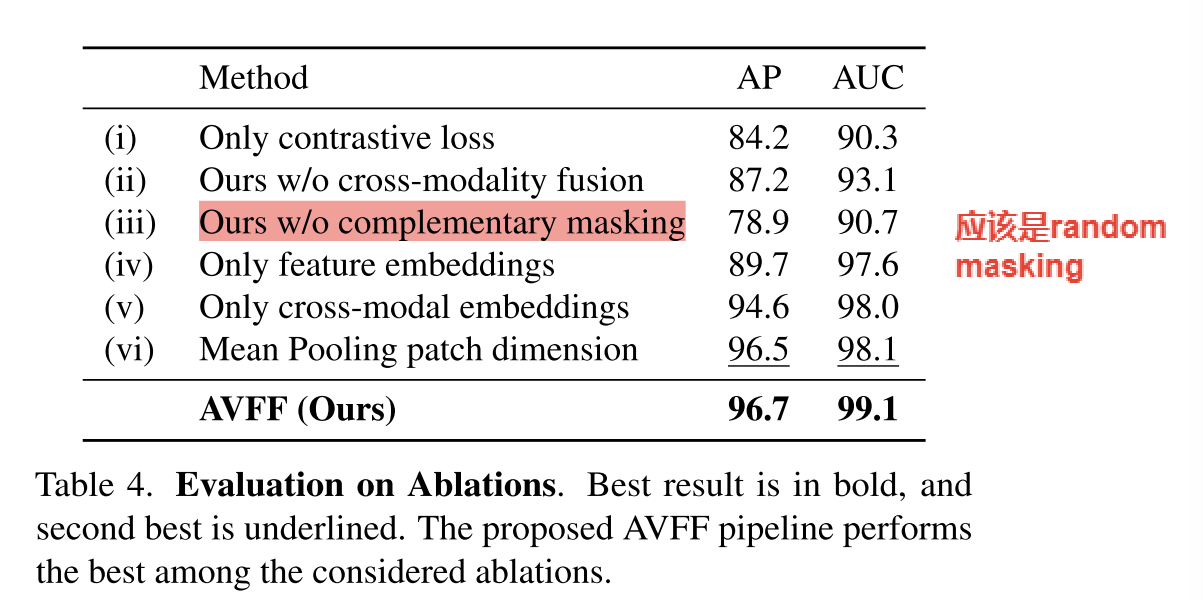 Method AP AUC
(i) Only contrastive loss 84.2 90.3
(ii) Ours w/o cross-modality fusion 87.2 93.1
(iii) Ours w/o complementary masking 78.9 90.7
应该是random
masking
(iv) Only feature embeddings 89.7 97.6
(v) Only cross-modal embeddings 94.6 98.0
(vi) Mean Pooling patch dimension 96.5 98.1
AVFF (Ours) 96.7 99.1
Table 4. Evaluation on Ablations. Best result is in bold, and
second best is underlined. The proposed AVFF pipeline performs
the best among the considered ablations.